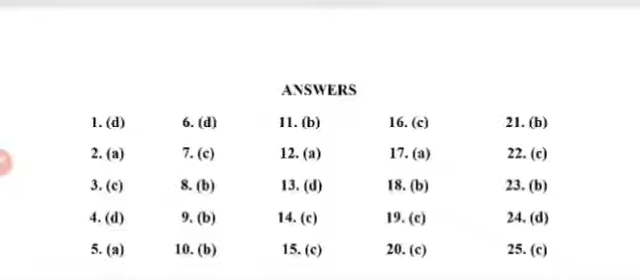 ANSWERS
1. (d) 6. (d) 11. (b) 16. (c) 21. (b)
2. (a) 7. (c) 12. (a) 17. (a) 22. (c)
3. (c) 8. (b) 13. (d) 18. (b) 23. (b)
4. (d) 9. (b) 14. (c) 19. (c) 24. (d)
5. (a) 10. (b) 15. (c) 20. (c) 25. (c)